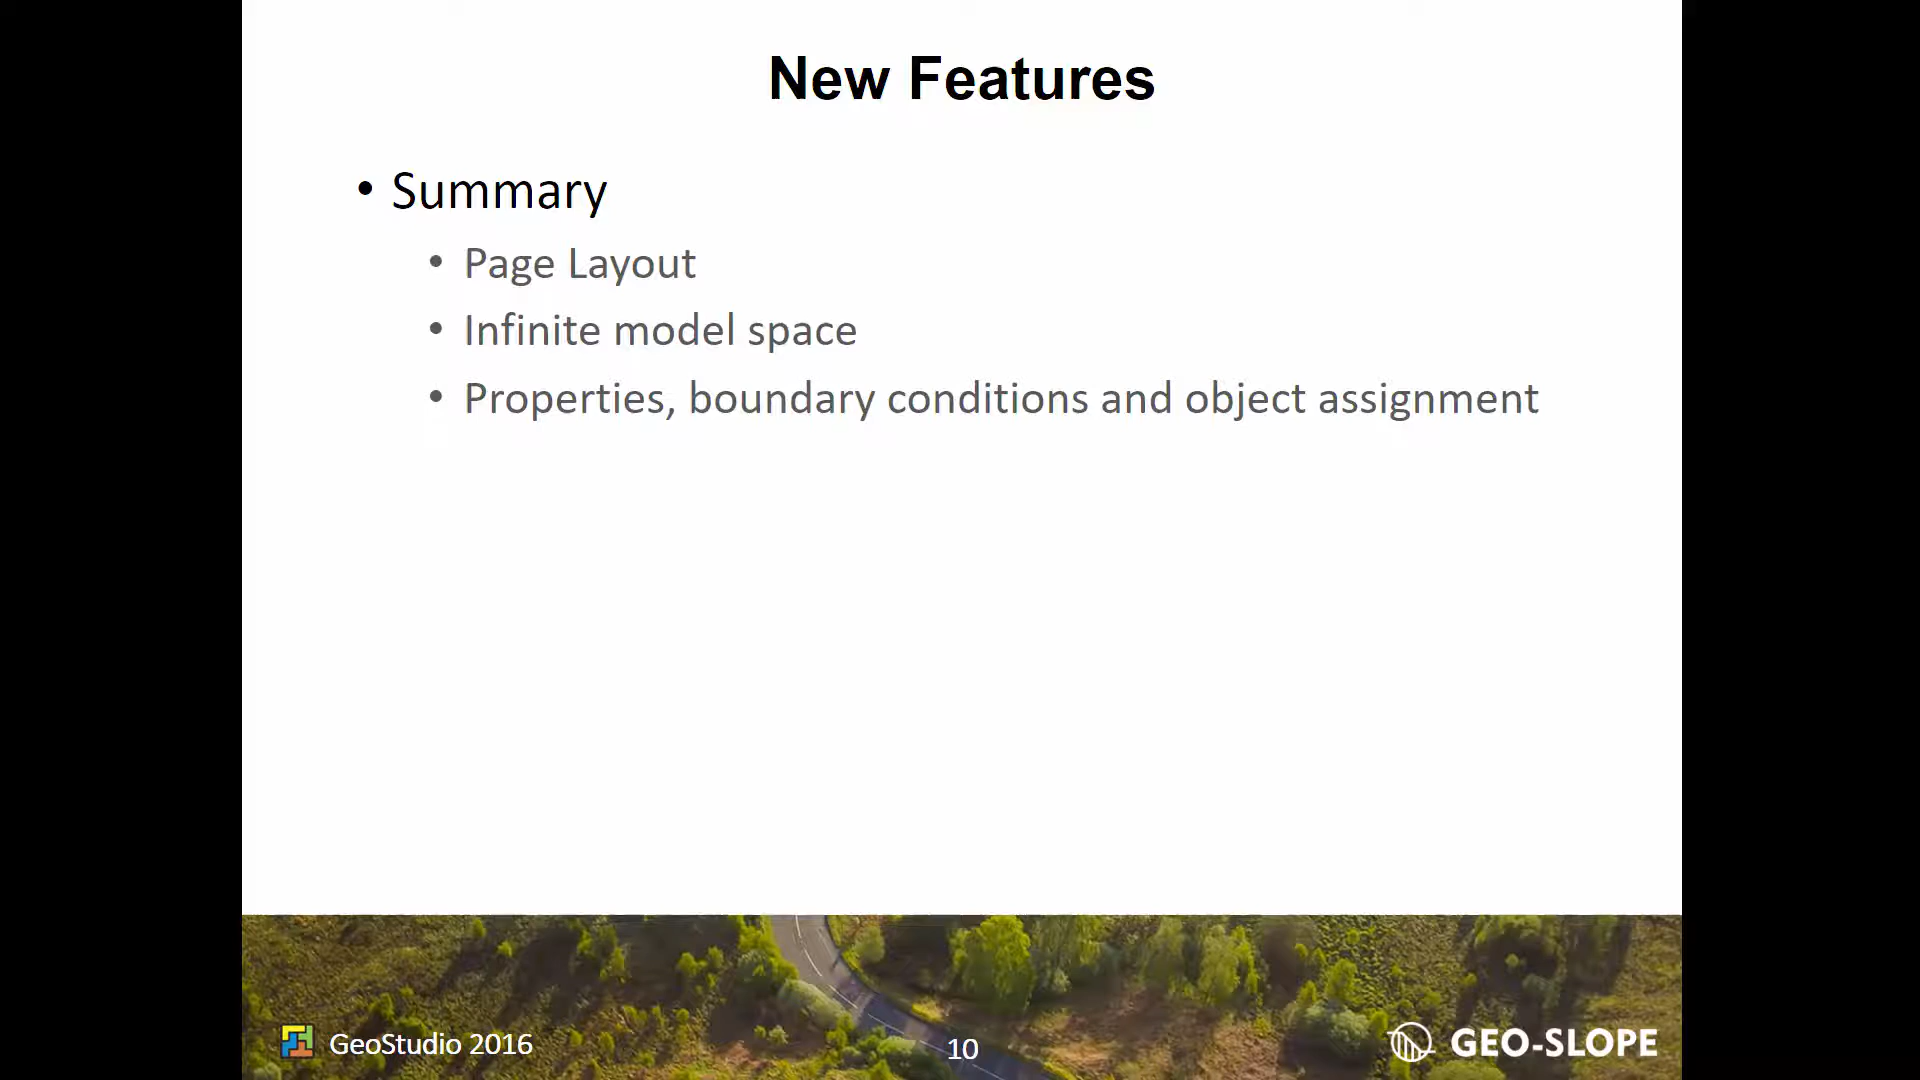 New Features
• Summary
• Page Layout
• Infinite model space
• Properties, boundary conditions and object assignment
GeoStudio 2016
10
GEO-SLOPE